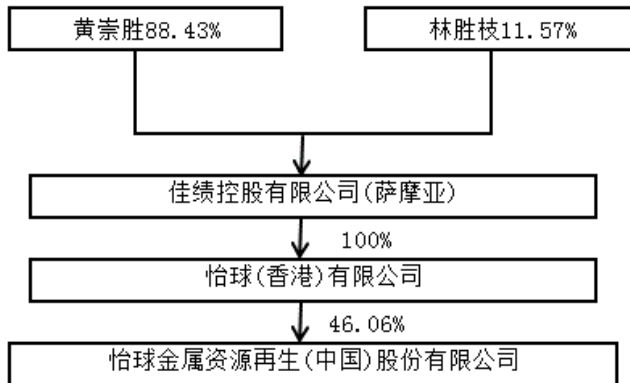 黄崇胜88.43%
林胜枝11.57%
佳绩控股有限公司(萨摩亚)
100%
怡球(香港)有限公司
46.06%
怡球金属资源再生(中国)股份有限公司